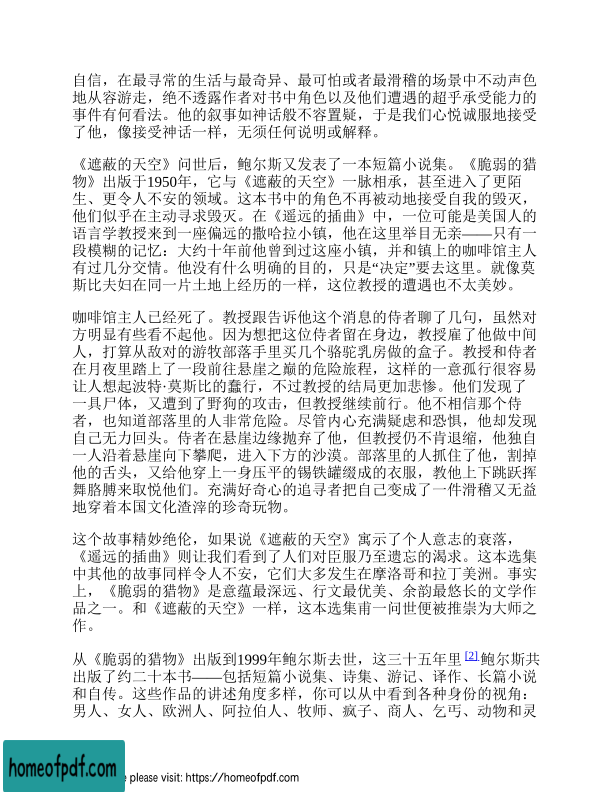 自信，在最寻常的生活与最奇异、最可怕或者最滑稽的场景中不动声色
地从容游走，绝不透露作者对书中角色以及他们遭遇的超乎承受能力的
事件有何看法。他的叙事如神话般不容置疑，于是我们心悦诚服地接受
了他，像接受神话一样，无须任何说明或解释。
《遮蔽的天空》问世后，鲍尔斯又发表了一本短篇小说集。《脆弱的猎
物》出版于1950年，它与《遮蔽的天空》一脉相承，甚至进入了更陌
生、更令人不安的领域。这本书中的角色不再被动地接受自我的毁灭，
他们似乎在主动寻求毁灭。在《遥远的插曲》中，一位可能是美国人的
语言学教授来到一座偏远的撒哈拉小镇，他在这里举目无亲——只有一
段模糊的记忆：大约十年前他曾到过这座小镇，并和镇上的咖啡馆主人
有过几分交情。他没有什么明确的目的，只是“决定”要去这里。就像莫
斯比夫妇在同一片土地上经历的一样，这位教授的遭遇也不太美妙。
咖啡馆主人已经死了。教授跟告诉他这个消息的侍者聊了几句，虽然对
方明显有些看不起他。因为想把这位侍者留在身边，教授雇了他做中间
人，打算从敌对的游牧部落手里买几个骆驼乳房做的盒子。教授和侍者
在月夜里踏上了一段前往悬崖之巅的危险旅程，这样的一意孤行很容易
让人想起波特·莫斯比的蠢行，不过教授的结局更加悲惨。他们发现了
一具尸体，又遭到了野狗的攻击，但教授继续前行。他不相信那个侍
者，也知道部落里的人非常危险。尽管内心充满疑虑和恐惧，他却发现
自己无力回头。侍者在悬崖边缘抛弃了他，但教授仍不肯退缩，他独自
一人沿着悬崖向下攀爬，进入下方的沙漠。部落里的人抓住了他，割掉
他的舌头，又给他穿上一身压平的锡铁罐缀成的衣服，教他上下跳跃挥
舞胳膊来取悦他们。充满好奇心的追寻者把自己变成了一件滑稽又无益
地穿着本国文化渣滓的珍奇玩物。
这个故事精妙绝伦，如果说《遮蔽的天空》寓示了个人意志的衰落，
《遥远的插曲》则让我们看到了人们对臣服乃至遗忘的渴求。这本选集
中其他的故事同样令人不安，它们大多发生在摩洛哥和拉丁美洲。事实
上，《脆弱的猎物》是意蕴最深远、行文最优美、余韵最悠长的文学作
品之一。和《遮蔽的天空》一样，这本选集甫一问世便被推崇为大师之
作。
从《脆弱的猎物》出版到1999年鲍尔斯去世，这三十五年里 [2] 鲍尔斯共
出版了约二十本书——包括短篇小说集、诗集、游记、译作、长篇小说
和自传。这些作品的讲述角度多样，你可以从中看到各种身份的视角：
男人、女人、欧洲人、阿拉伯人、牧师、疯子、商人、乞丐、动物和灵
homeofpdf.com
please visit: https://homeofpdf.com